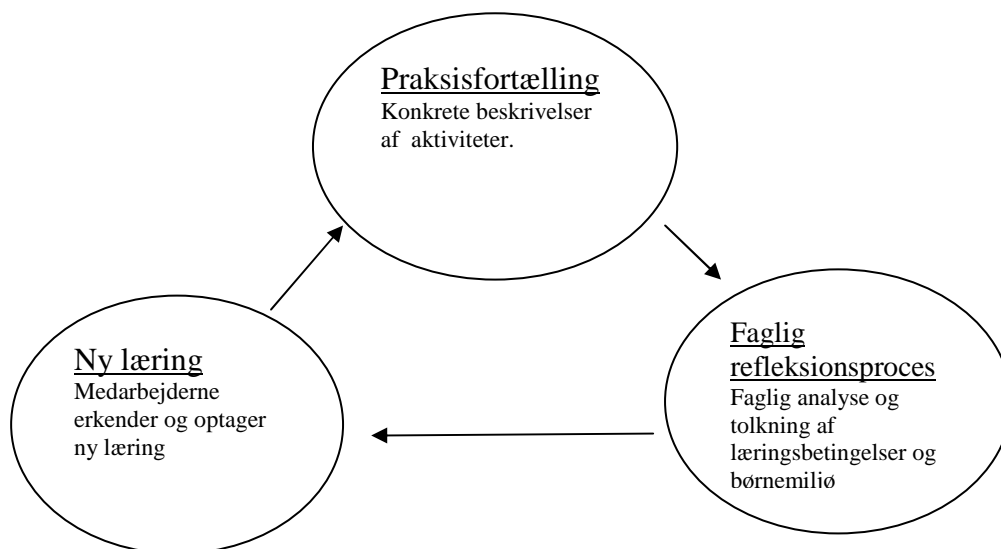 Praksisfortælling
Konkrete beskrivelser
af aktiviteter.
Ny læring
Medarbejderne
erkender og optager
ny læring
Faglig
refleksionsproces
Faglig analyse og
tolkning af
læringsbetingelser og
børnemiljø